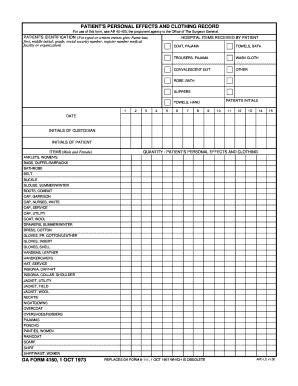 PATIENT'S PERSONAL EFFECTS AND CLOTHING RECORD
For use of this form, see AR 40-400; the proponent agency is the Office of The Surgeon General.
PATIENT'S IDENTIFICATION (For typed or written entries give: Name-last, first, middle initial, grade, social security number, register number medical facility or organization)
HOSPITAL ITEMS RECEIVED BY PATIENT
COAT, PAJAMA
TOWELS, BATH
TROUSERS, PAJAMA
WASH CLOTH
CONVALESCENT SUIT
OTHER
ROBE, BATH
SLIPPERS
TOWELS, HAND
PATIENTS INITIALS
1 2 3 4 5 6 7 8 9 10 11 12 13 14 15
DATE
INITIALS OF CUSTODIAN
INITIALS OF PATIENT
ITEMS (Male and Female)
QUANTITY - PATIENT'S PERSONAL EFFECTS AND CLOTHING
ANKLETS, WOMEN'S
BAGS, DUFFEL/BARRACKS
BATHROBE
BELT
BUCKLE
BLOUSE, SUMMER/WINTER
BOOTS, COMBAT
CAP, GARRISON
CAP, NURSES, WHITE
CAP, SERVICE
CAP, UTILITY
COAT, WOOL
DRAWERS, SUMMER/WINTER
DRESS, COTTON
GLOVES, PR. COTTON/LEATHER
GLOVES, INSERT
GLOVES, SHELL
HANDBAG, LEATHER
HANDKERCHIEFS
HAT, SERVICE
INSIGNIA, CAP/HAT
INSIGNIA, COLLAR, SHOULDER
JACKET, UTILITY
JACKET, FIELD
JACKET, WOOL
NECKTIE
NIGHTGOWNS
OVERCOAT
OVERSHOES/RUBBERS
PAJAMAS
PONCHO
PANTIES, WOMEN
RAINCOAT
SCARF
SHIRT
SHIRTWAIST, WOMEN
DA FORM 4160, 1 OCT 1973
REPLACES DA FORM 8-111, 1 OCT 1957 WHICH IS OBSOLETE